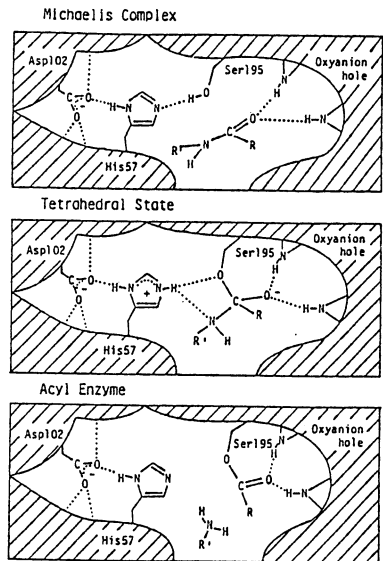 Michaelis Complex
Asp102
Ser195
Oxyanion
hole
N
H
C O −
O
H-N
N
HO
O −
H-N
C
R'
N
R
H
His57
Tetrahedral State
Asp102
Ser195
Oxyanion
hole
N
H
O
C O −
O
H-N
+
N-H
C
O −
H-N
N
R
R'
H
His57
Acyl Enzyme
Asp102
Ser195
Oxyanion
hole
N
H
O
C O −
O
H-N
N
C
O
H-N
R
H
N-H
R'
His57